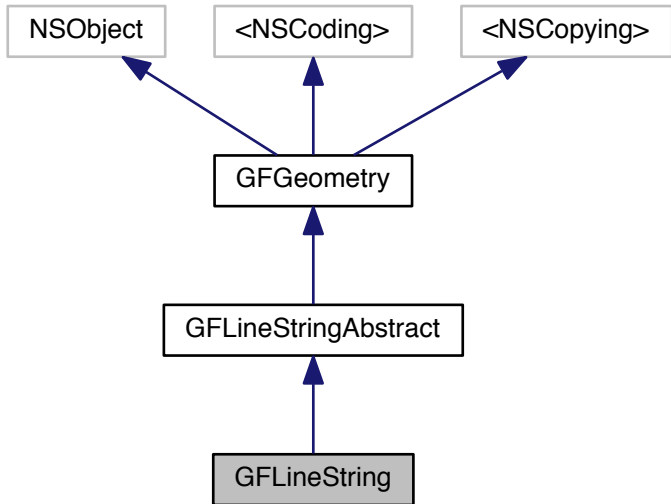 NSObject
<NSCoding>
<NSCopying>
GFGeometry
GFLineStringAbstract
GFLineString